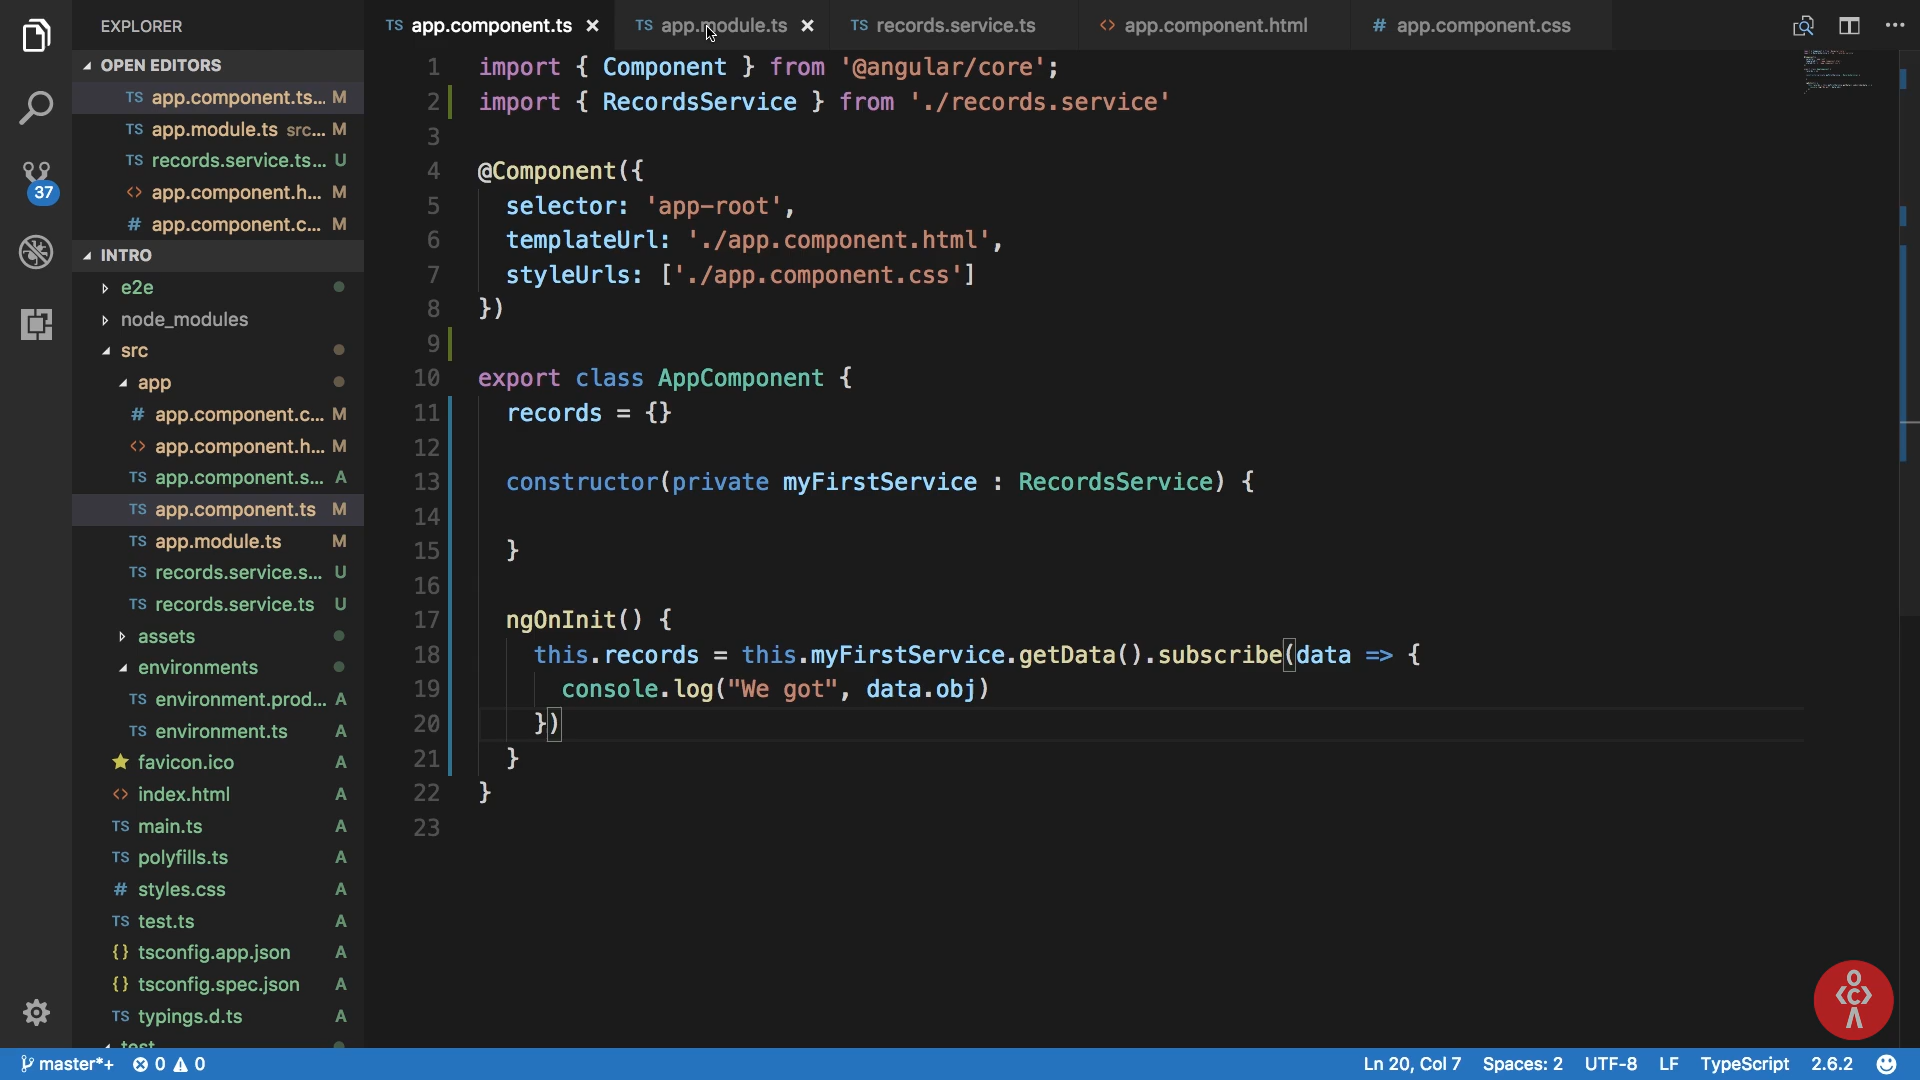 EXPLORER
OPEN EDITORS
TS app.component.ts... M
TS app.module.ts src... M
TS records.service.ts... U
<> app.component.h... M
# app.component.c... M
INTRO
e2e
node_modules
src
app
# app.component.c... M
<> app.component.h... M
TS app.component.s... A
TS app.component.ts M
TS app.module.ts M
TS records.service.s... U
TS records.service.ts U
assets
environments
TS environment.prod... A
TS environment.ts A
favicon.ico A
<> index.html A
TS main.ts A
TS polyfills.ts A
# styles.css A
TS test.ts A
{} tsconfig.app.json A
{} tsconfig.spec.json A
TS typings.d.ts A
test
37
TS app.component.ts × TS app.module.ts × TS records.service.ts <> app.component.html # app.component.css ...
1 import { Component } from '@angular/core';
2 import { RecordsService } from './records.service'
3
4 @Component({
5 selector: 'app-root',
6 templateUrl: './app.component.html',
7 styleUrls: ['./app.component.css']
8 })
9
10 export class AppComponent {
11 records = {}
12
13 constructor(private myFirstService : RecordsService) {
14
15 }
16
17 ngOnInit() {
18 this.records = this.myFirstService.getData().subscribe(data => {
19 console.log("We got", data.obj)
20 })
21 }
22 }
23
master*+ 0 0 Ln 20, Col 7 Spaces: 2 UTF-8 LF TypeScript 2.6.2